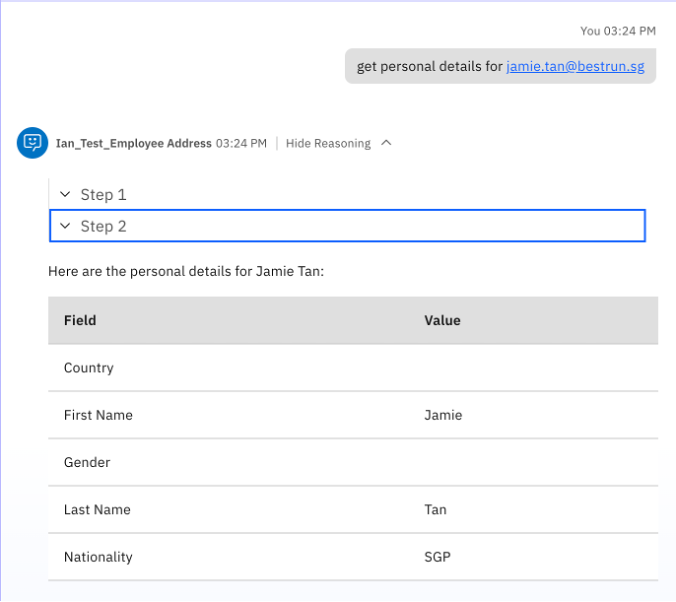 You 03:24 PM
get personal details for jamie.tan@bestrun.sg
Ian_Test_Employee Address 03:24 PM | Hide Reasoning
Step 1
Step 2
Here are the personal details for Jamie Tan:
Field Value
Country
First Name Jamie
Gender
Last Name Tan
Nationality SGP